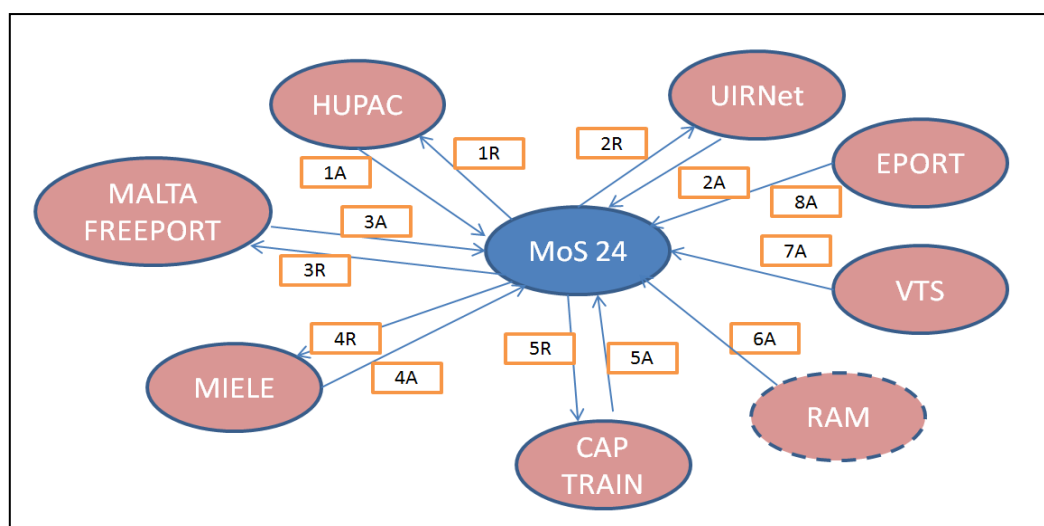 HUPAC
UIRNet
EPORT
1A
1R
2R
2A
8A
MALTA
FREEPORT
3A
3R
MoS 24
7A
VTS
4R
4A
MIELE
5R
5A
6A
RAM
CAP
TRAIN